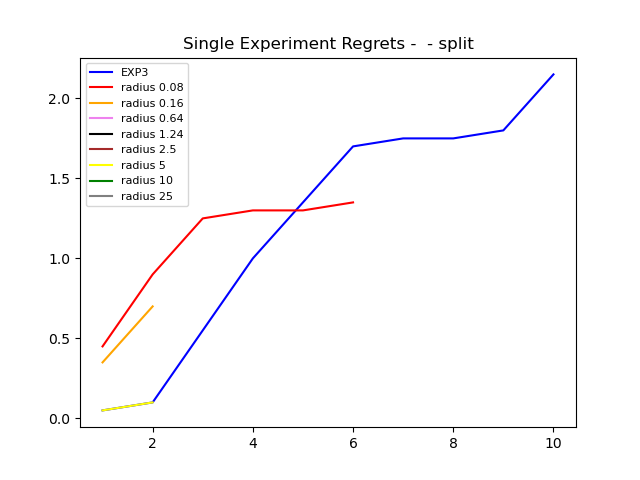 Single Experiment Regrets -  - split
EXP3
radius 0.08
radius 0.16
radius 0.64
radius 1.24
radius 2.5
radius 5
radius 10
radius 25
2.0
1.5
1.0
0.5
0.0
2 4 6 8 10